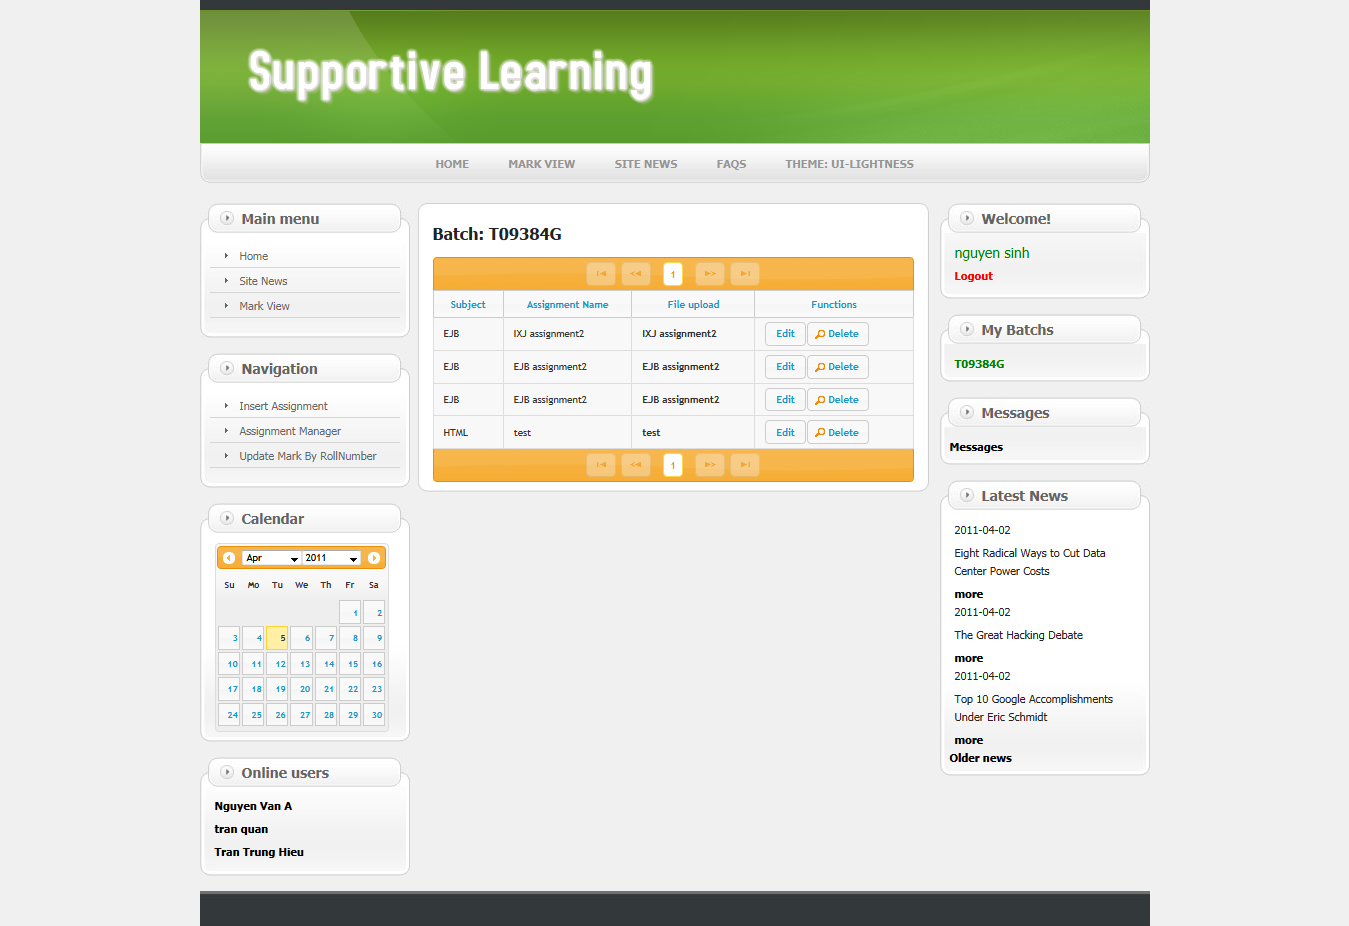 Supportive Learning
HOME MARK VIEW SITE NEWS FAQS THEME: UI-LIGHTNESS
Main menu
Home
Site News
Mark View
Navigation
Insert Assignment
Assignment Manager
Update Mark By RollNumber
Calendar
Apr 2011
Su Mo Tu We Th Fr Sa
1 2
3 4 5 6 7 8 9
10 11 12 13 14 15 16
17 18 19 20 21 22 23
24 25 26 27 28 29 30
Online users
Nguyen Van A
tran quan
Tran Trung Hieu
Batch: T09384G
1
Subject Assignment Name File upload Functions
EJB IXJ assignment2 IXJ assignment2 Edit Delete
EJB EJB assignment2 EJB assignment2 Edit Delete
EJB EJB assignment2 EJB assignment2 Edit Delete
HTML test test Edit Delete
1
Welcome!
nguyen sinh
Logout
My Batchs
T09384G
Messages
Messages
Latest News
2011-04-02
Eight Radical Ways to Cut Data
Center Power Costs
more
2011-04-02
The Great Hacking Debate
more
2011-04-02
Top 10 Google Accomplishments
Under Eric Schmidt
more
Older news